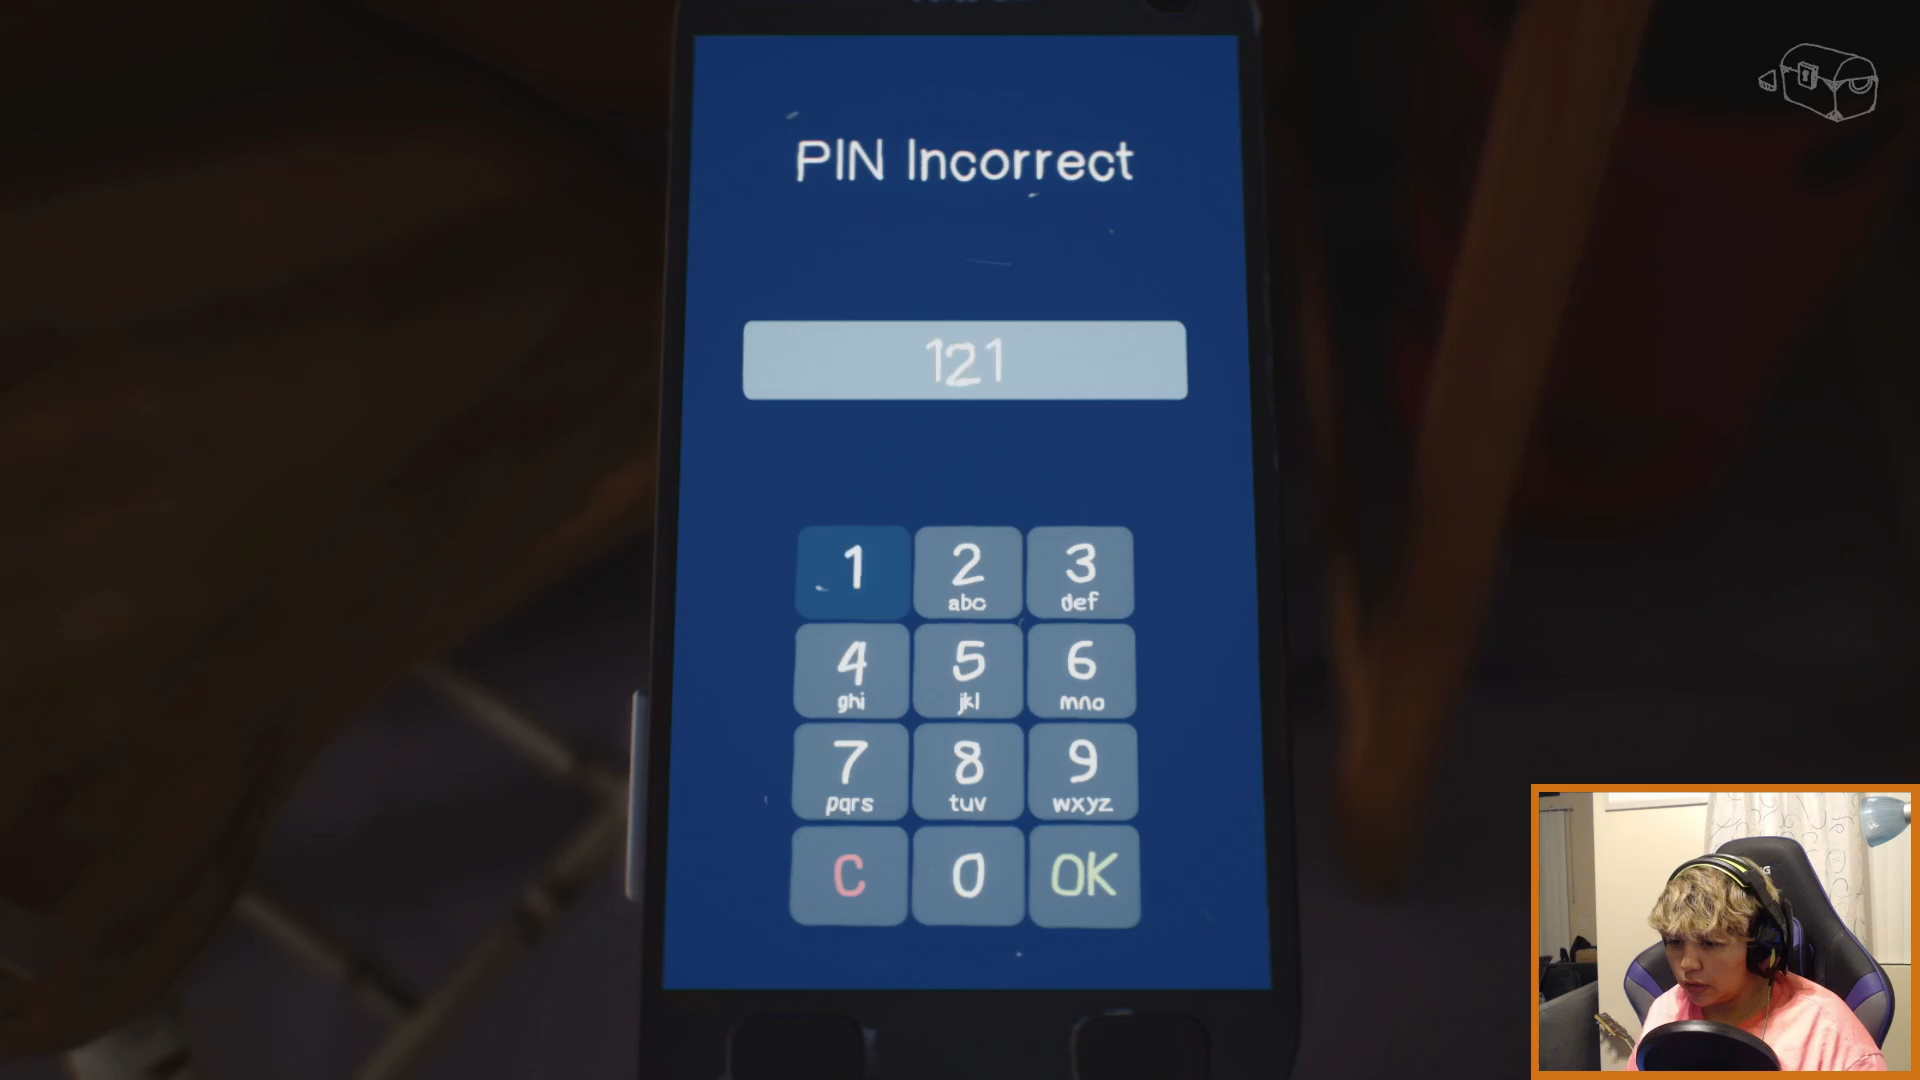 PIN Incorrect
121
1
2
abc
3
def
4
ghi
5
jkl
6
mno
7
pqrs
8
tuv
9
wxyz
C
0
OK